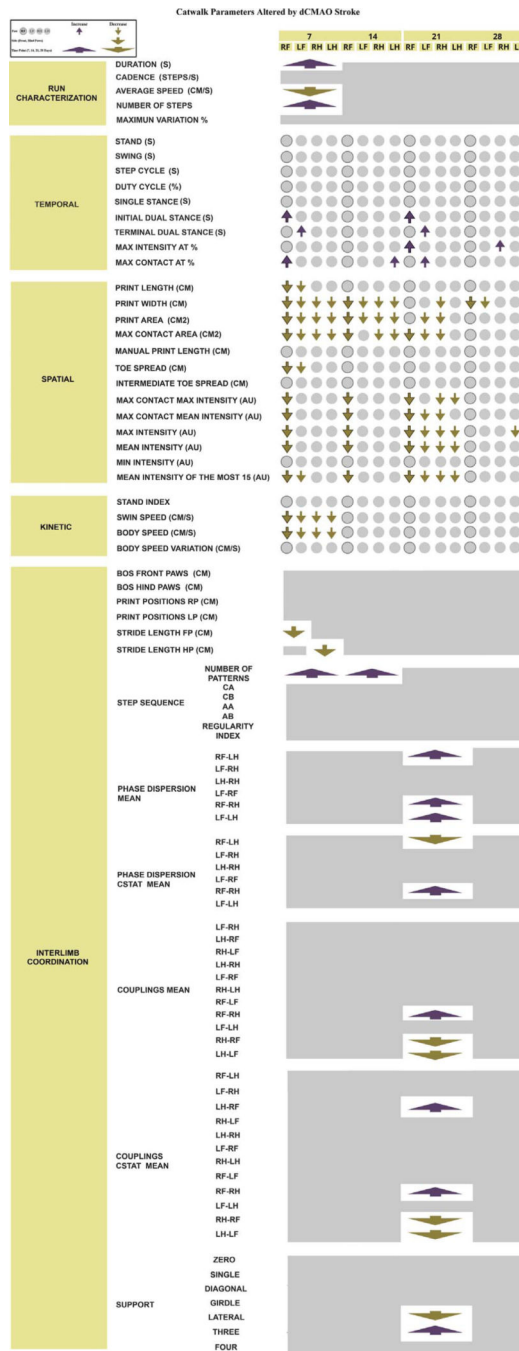 Catwalk Parameters Altered by dCMAO Stroke
Increase Decrease
7 14 21 28
RF LF RH LH RF LF RH LH RF LF RH LH RF LF RH L
RUN CHARACTERIZATION
DURATION (S)
CADENCE (STEPS/S)
AVERAGE SPEED (CM/S)
NUMBER OF STEPS
MAXIMUN VARIATION %
TEMPORAL
STAND (S)
SWING (S)
STEP CYCLE (S)
DUTY CYCLE (%)
SINGLE STANCE (S)
INITIAL DUAL STANCE (S)
TERMINAL DUAL STANCE (S)
MAX INTENSITY AT %
MAX CONTACT AT %
SPATIAL
PRINT LENGTH (CM)
PRINT WIDTH (CM)
PRINT AREA (CM2)
MAX CONTACT AREA (CM2)
MANUAL PRINT LENGTH (CM)
TOE SPREAD (CM)
INTERMEDIATE TOE SPREAD (CM)
MAX CONTACT MAX INTENSITY (AU)
MAX CONTACT MEAN INTENSITY (AU)
MAX INTENSITY (AU)
MEAN INTENSITY (AU)
MIN INTENSITY (AU)
MEAN INTENSITY OF THE MOST 15 (AU)
KINETIC
STAND INDEX
SWIN SPEED (CM/S)
BODY SPEED (CM/S)
BODY SPEED VARIATION (CM/S)
INTERLIMB COORDINATION
BOS FRONT PAWS (CM)
BOS HIND PAWS (CM)
PRINT POSITIONS RP (CM)
PRINT POSITIONS LP (CM)
STRIDE LENGTH FP (CM)
STRIDE LENGTH HP (CM)
STEP SEQUENCE
NUMBER OF
PATTERNS
CA
CB
AA
AB
REGULARITY
INDEX
PHASE DISPERSION
MEAN
RF-LH
LF-RH
LH-RH
LF-RF
RF-RH
LF-LH
PHASE DISPERSION
CSTAT MEAN
RF-LH
LF-RH
LH-RH
LF-RF
RF-RH
LF-LH
COUPLINGS MEAN
LF-RH
LH-RF
RH-LF
LH-RH
LF-RF
RH-LH
RF-LF
RF-RH
LF-LH
RH-RF
LH-LF
COUPLINGS
CSTAT MEAN
RF-LH
LF-RH
LH-RF
RH-LF
LH-RH
LF-RF
RH-LH
RF-LF
RF-RH
LF-LH
RH-RF
LH-LF
SUPPORT
ZERO
SINGLE
DIAGONAL
GIRDLE
LATERAL
THREE
FOUR